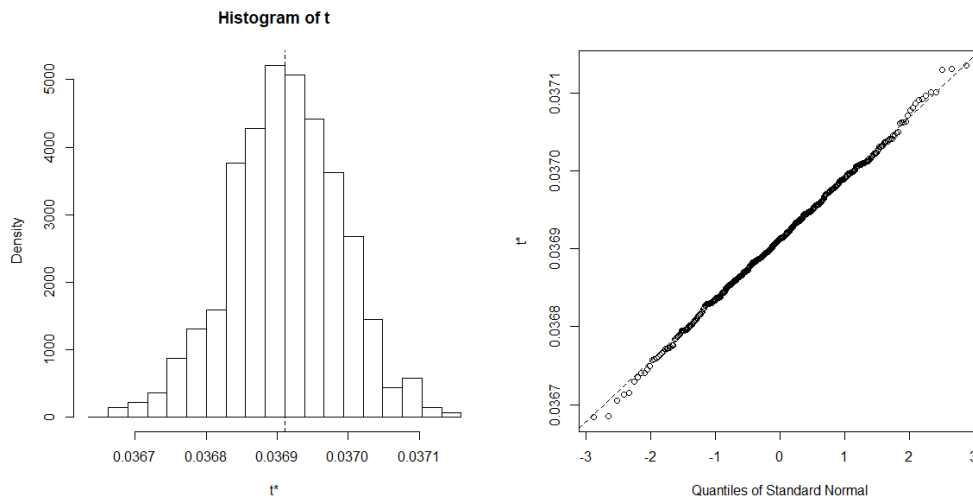 Histogram of t
Density
5000
4000
3000
2000
1000
0
0.0367 0.0368 0.0369 0.0370 0.0371
t*
t*
0.0371
0.0370
0.0369
0.0368
0.0367
-3 -2 -1 0 1 2 3
Quantiles of Standard Normal